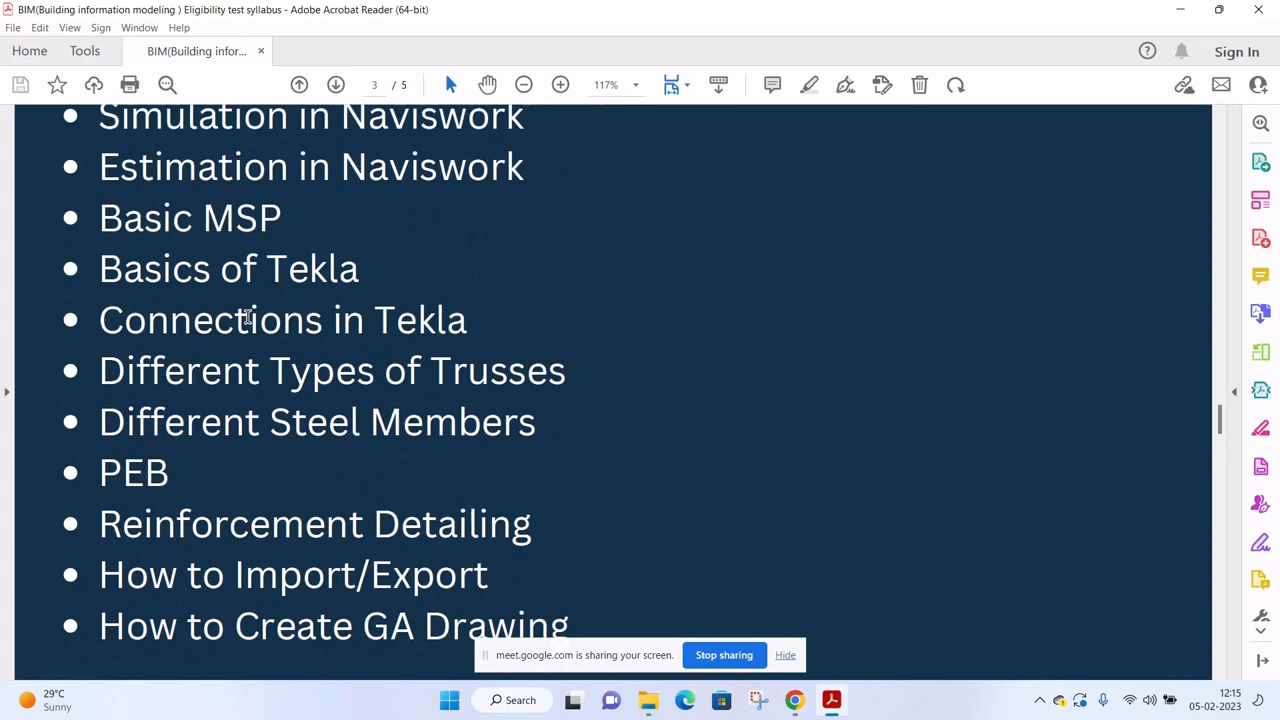 BIM(Building information modeling ) Eligibility test syllabus - Adobe Acrobat Reader (64-bit)
File Edit View Sign Window Help
Home Tools BIM(Building infor... × Sign In
3 / 5 117%
• Simulation in Naviswork
• Estimation in Naviswork
• Basic MSP
• Basics of Tekla
• Connections in Tekla
• Different Types of Trusses
• Different Steel Members
• PEB
• Reinforcement Detailing
• How to Import/Export
• How to Create GA Drawing
meet.google.com is sharing your screen. Stop sharing Hide
29°C
Sunny
Search
12:15
05-02-2023